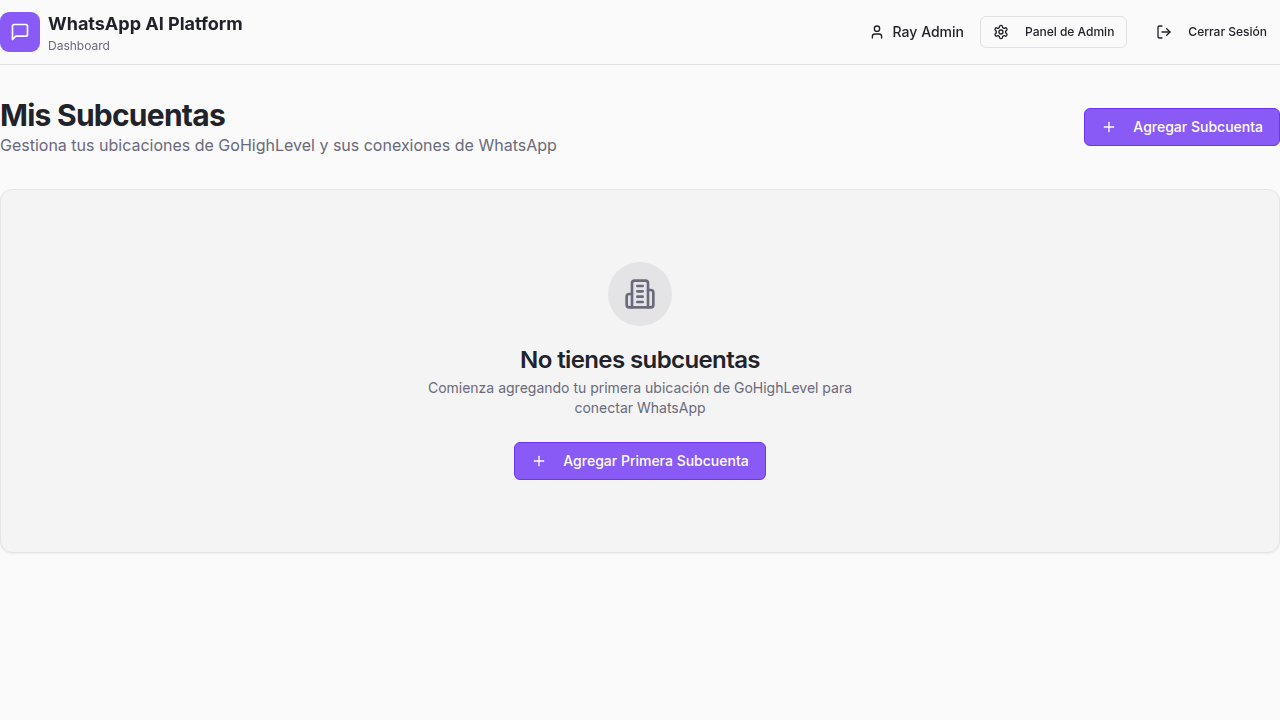 WhatsApp AI Platform
Dashboard
Ray Admin
Panel de Admin
Cerrar Sesión
Mis Subcuentas
Gestiona tus ubicaciones de GoHighLevel y sus conexiones de WhatsApp
Agregar Subcuenta
No tienes subcuentas
Comienza agregando tu primera ubicación de GoHighLevel para
conectar WhatsApp
Agregar Primera Subcuenta